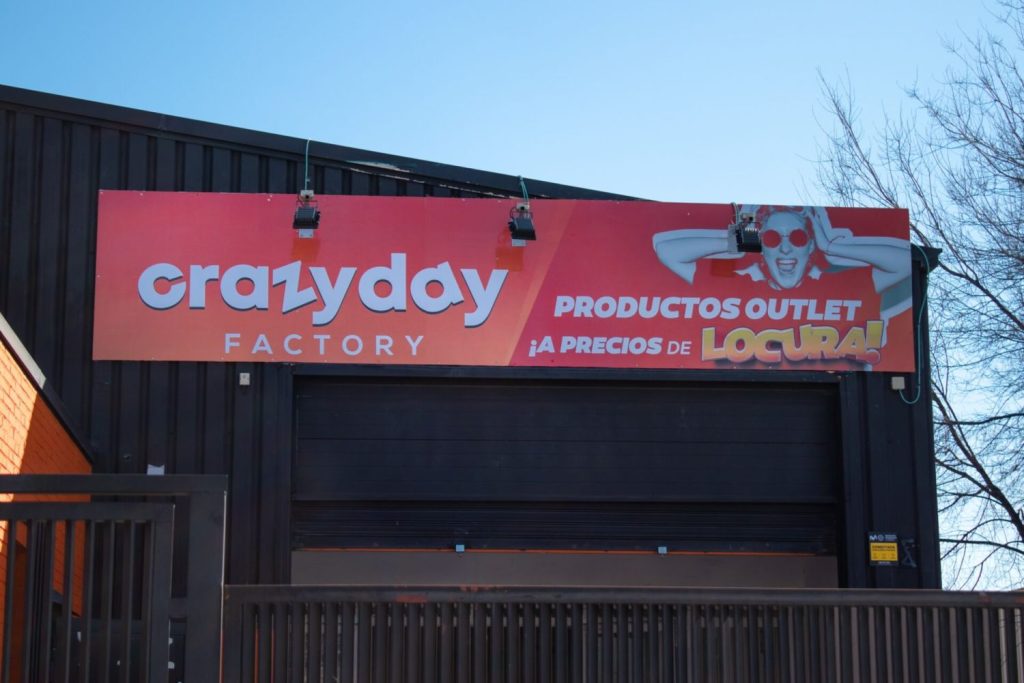 crazyday
FACTORY
PRODUCTOS OUTLET
¡A PRECIOS DE LOCURA!